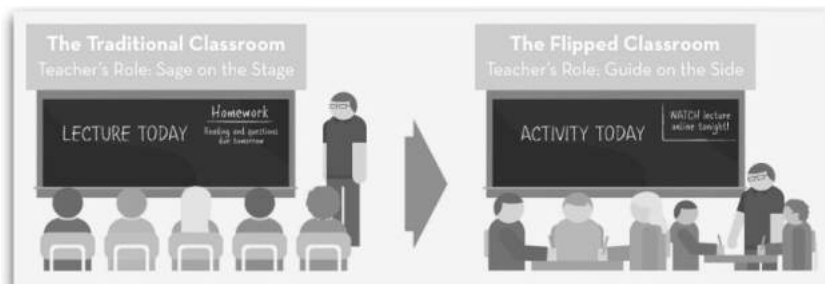 The Traditional Classroom
Teacher's Role: Sage on the Stage
LECTURE TODAY
Homework
Reading and questions
due tomorrow
The Flipped Classroom
Teacher's Role: Guide on the Side
ACTIVITY TODAY
WATCH lecture
online tonight!